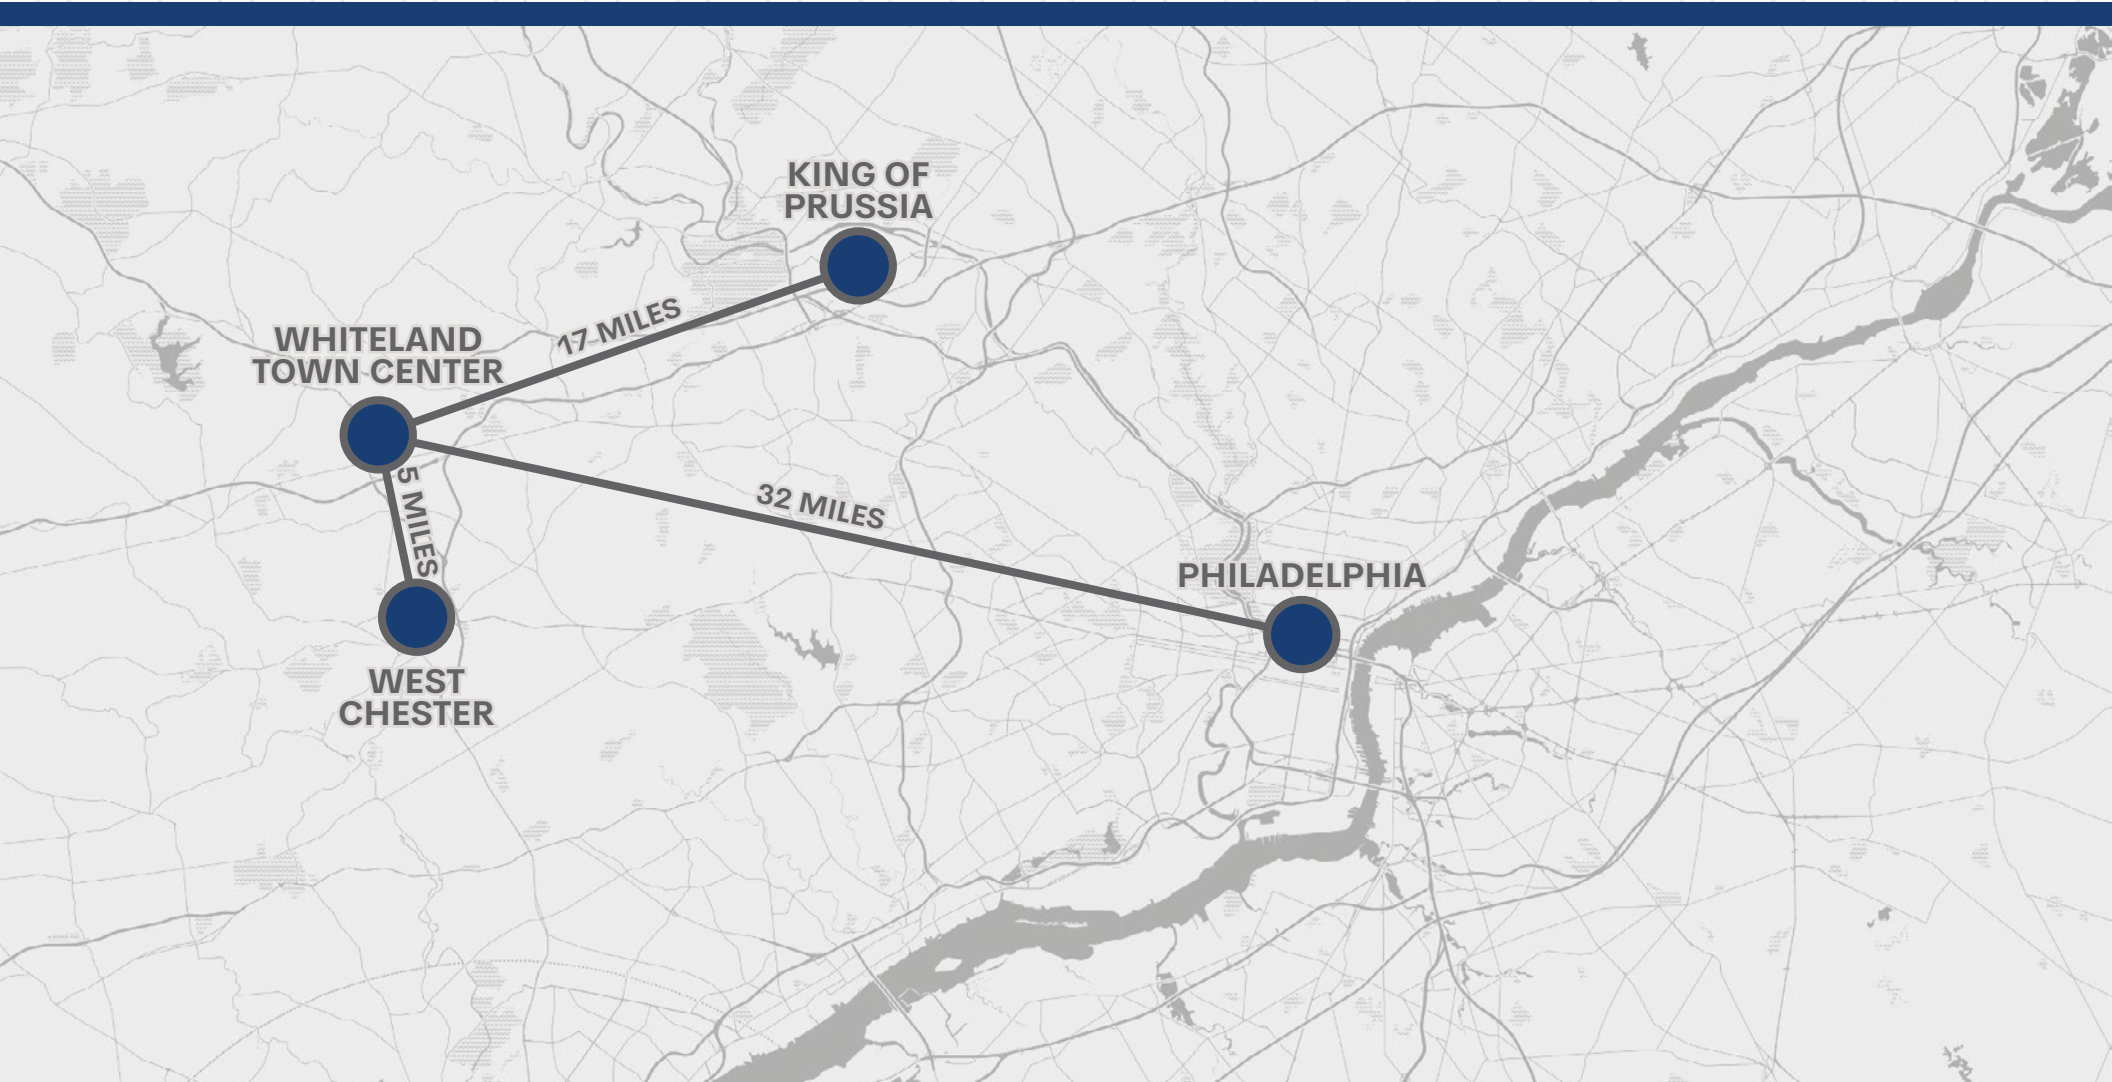 KING OF
PRUSSIA
17 MILES
WHITELAND
TOWN CENTER
5 MILES
32 MILES
PHILADELPHIA
WEST
CHESTER